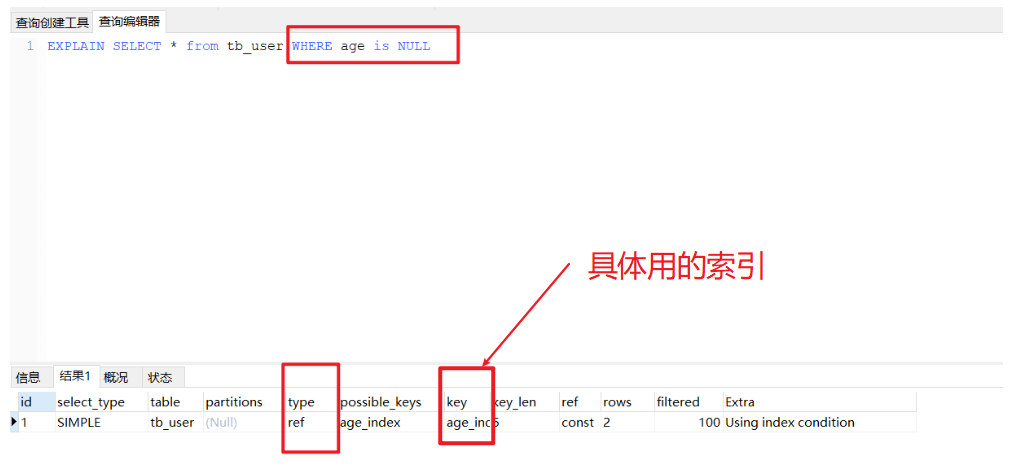 查询创建工具 查询编辑器
1 EXPLAIN SELECT * from tb_user WHERE age is NULL
具体用的索引
信息 结果1 概况 状态
id select_type table partitions type possible_keys key key_len ref rows filtered Extra
1 SIMPLE tb_user (Null) ref age_index age_ind5 const 2 100 Using index condition